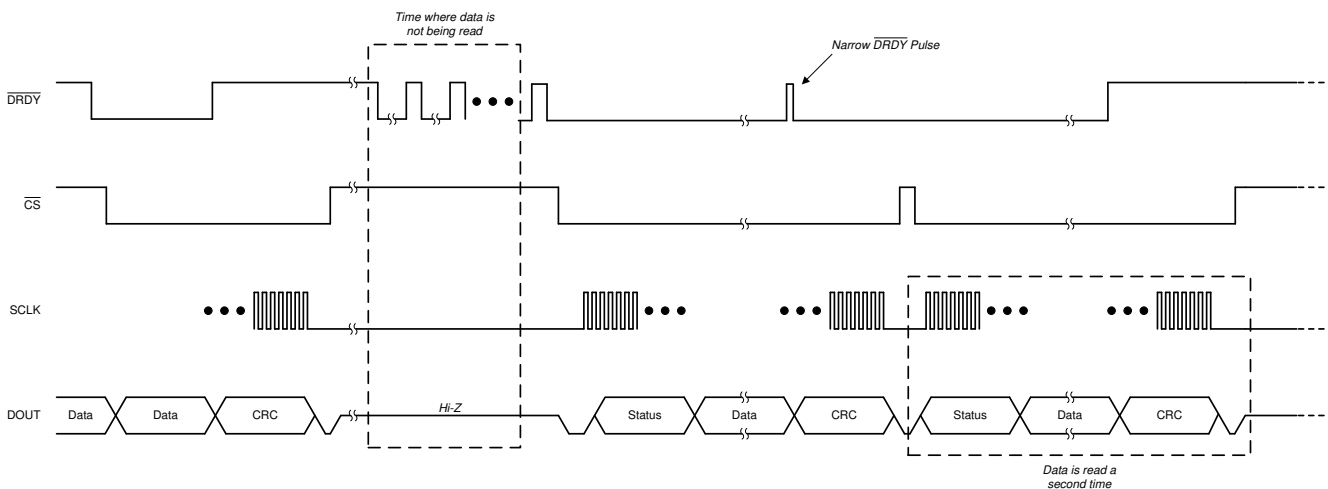 Time where data is
not being read
Narrow DRDY Pulse
DRDY
CS
SCLK
DOUT
Data
Data
CRC
Hi-Z
Status
Data
CRC
Status
Data
CRC
Data is read a
second time